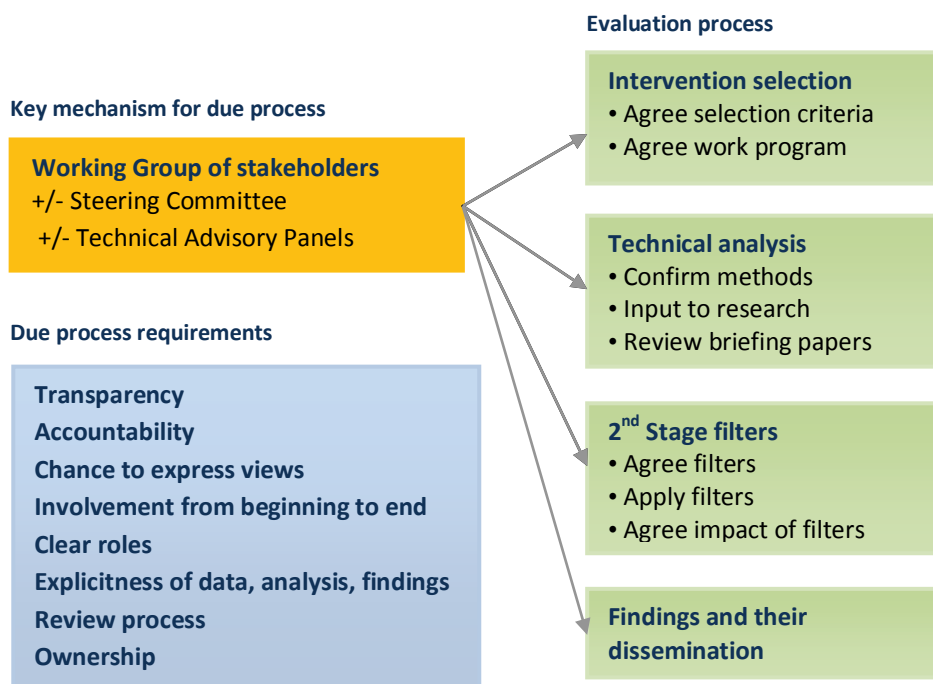 Key mechanism for due process
Working Group of stakeholders
+/- Steering Committee
+/- Technical Advisory Panels
Due process requirements
Transparency
Accountability
Chance to express views
Involvement from beginning to end
Clear roles
Explicitness of data, analysis, findings
Review process
Ownership
Evaluation process
Intervention selection
• Agree selection criteria
• Agree work program
Technical analysis
• Confirm methods
• Input to research
• Review briefing papers
2nd Stage filters
• Agree filters
• Apply filters
• Agree impact of filters
Findings and their
dissemination